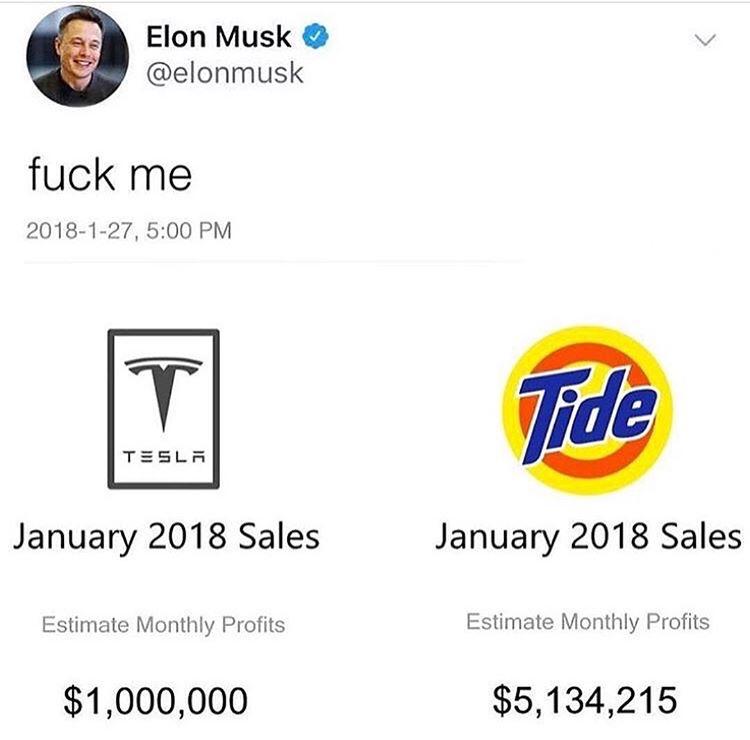 Elon Musk
@elonmusk
fuck me
2018-1-27, 5:00 PM
TESLA
Tide
January 2018 Sales
January 2018 Sales
Estimate Monthly Profits
Estimate Monthly Profits
$1,000,000
$5,134,215